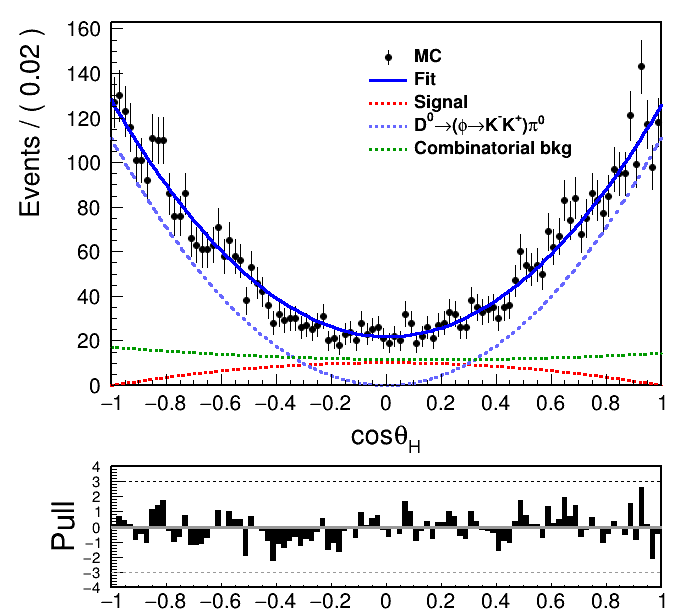 Events / ( 0.02 )
160
140
120
100
80
60
40
20
0
MC
Fit
Signal
D⁰→(ϕ→K⁻K⁺)π⁰
Combinatorial bkg
−1 −0.8 −0.6 −0.4 −0.2 0 0.2 0.4 0.6 0.8 1
cosθ_H
Pull
4
3
2
1
0
−1
−2
−3
−4
−1 −0.8 −0.6 −0.4 −0.2 0 0.2 0.4 0.6 0.8 1